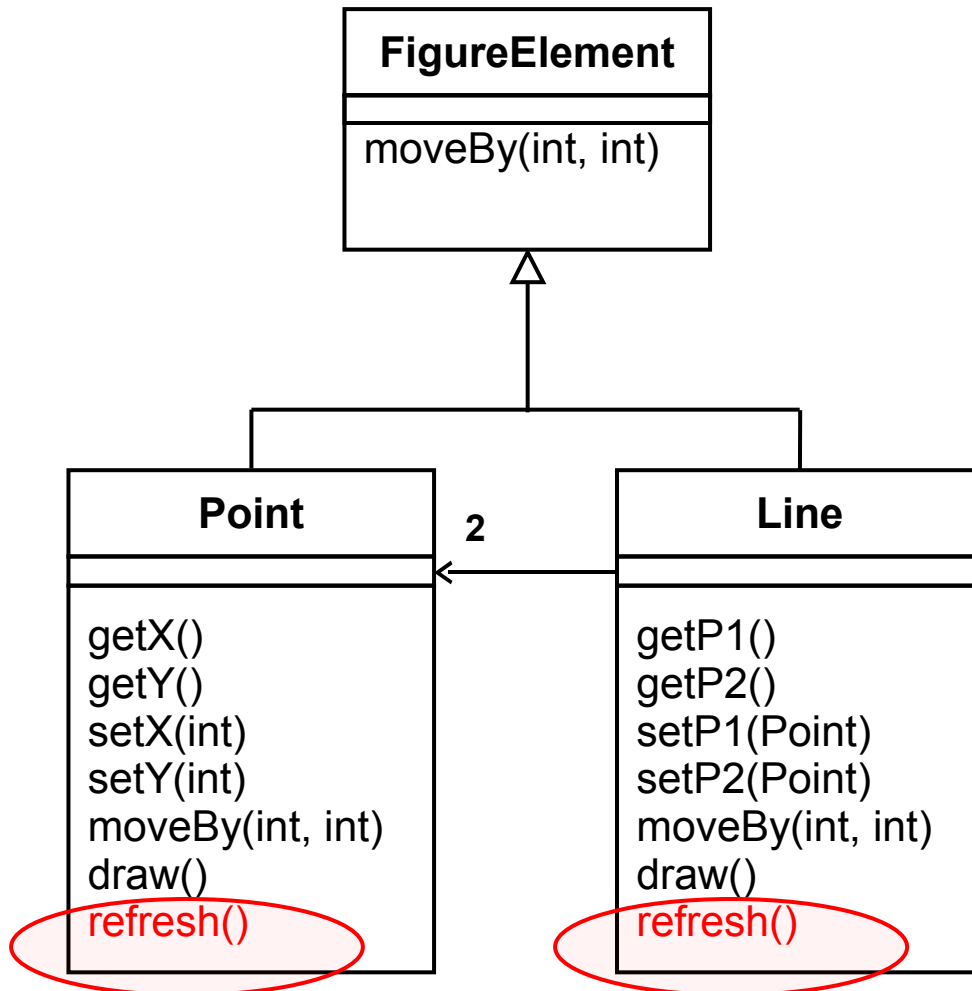 FigureElement
moveBy(int, int)
Point
getX()
getY()
setX(int)
setY(int)
moveBy(int, int)
draw()
refresh()
2
Line
getP1()
getP2()
setP1(Point)
setP2(Point)
moveBy(int, int)
draw()
refresh()